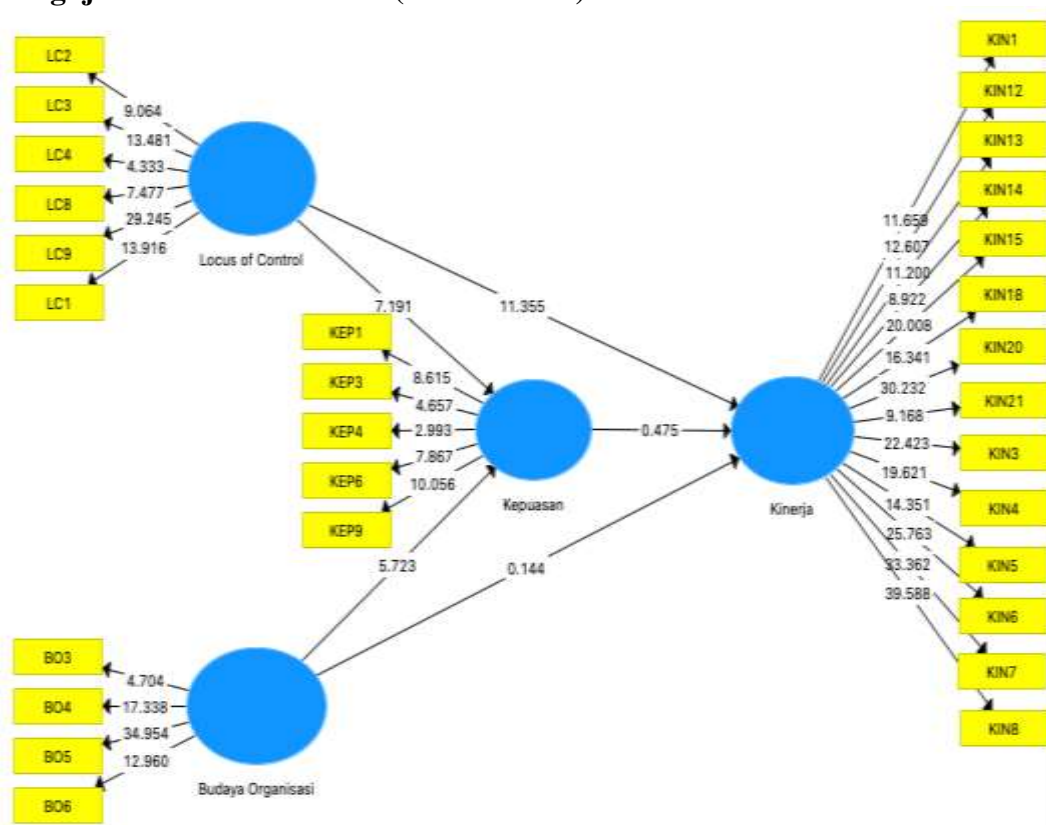 LC2
LC3
LC4
LC8
LC9
LC1
9.064
13.481
4.333
7.477
29.245
13.916
Locus of Control
7.191
11.355
KEP1
KEP3
KEP4
KEP6
KEP9
8.615
4.657
2.993
7.867
10.056
Kepuasan
0.475
5.723
0.144
BO3
BO4
BO5
BO6
4.704
17.338
34.954
12.960
Budaya Organisasi
Kinerja
11.659
12.607
11.200
8.922
20.008
16.341
30.232
9.168
22.423
19.621
14.351
25.763
33.362
39.588
KIN1
KIN12
KIN13
KIN14
KIN15
KIN18
KIN20
KIN21
KIN3
KIN4
KIN5
KIN6
KIN7
KIN8